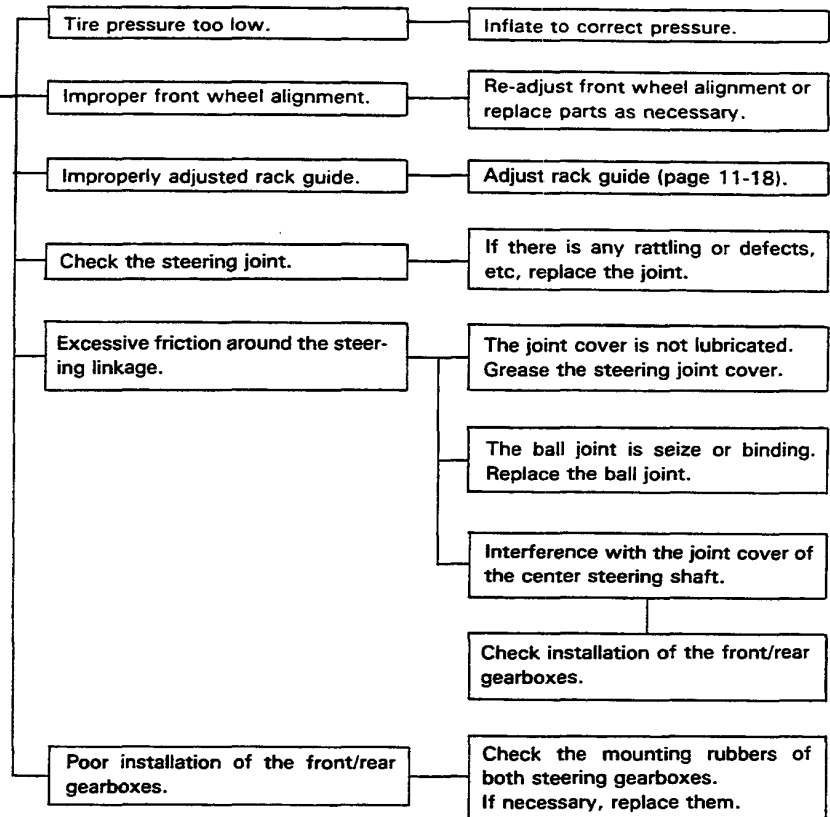 Tire pressure too low.
Inflate to correct pressure.
Improper front wheel alignment.
Re-adjust front wheel alignment or
replace parts as necessary.
Improperly adjusted rack guide.
Adjust rack guide (page 11-18).
Check the steering joint.
If there is any rattling or defects,
etc, replace the joint.
Excessive friction around the steer-
ing linkage.
The joint cover is not lubricated.
Grease the steering joint cover.
The ball joint is seize or binding.
Replace the ball joint.
Interference with the joint cover of
the center steering shaft.
Check installation of the front/rear
gearboxes.
Poor installation of the front/rear
gearboxes.
Check the mounting rubbers of
both steering gearboxes.
If necessary, replace them.